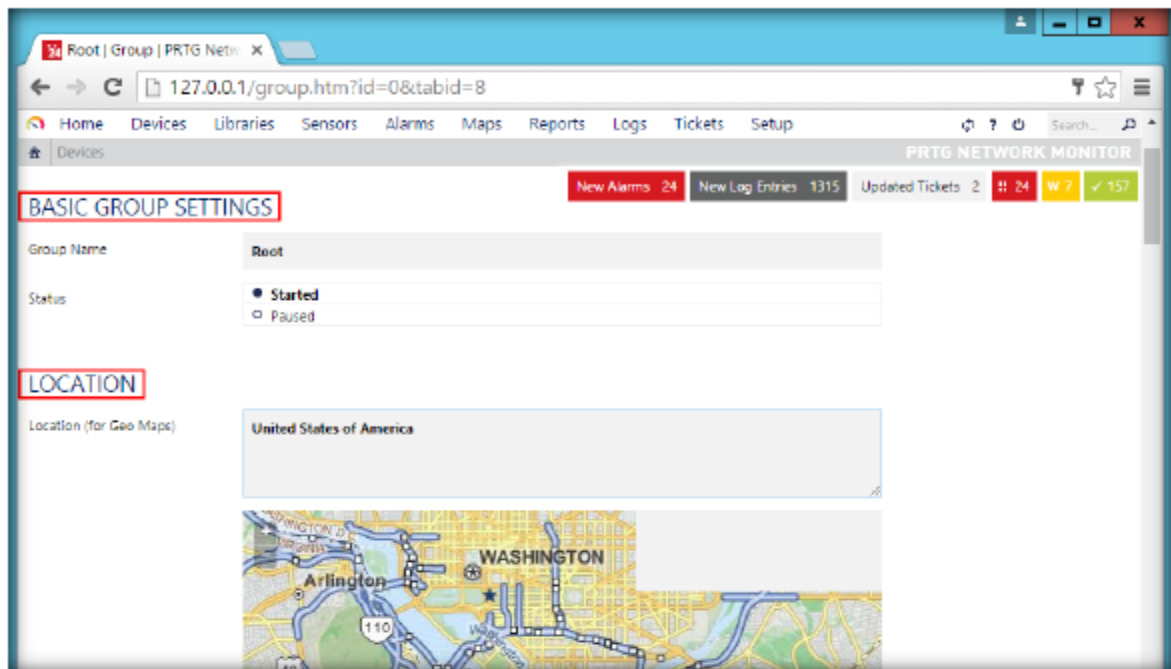 Root | Group | PRTG Netw
127.0.0.1/group.htm?id=0&tabid=8
Home Devices Libraries Sensors Alarms Maps Reports Logs Tickets Setup ? Search...
Devices PRTG NETWORK MONITOR
New Alarms 24 New Log Entries 1315 Updated Tickets 2 !! 24 W 7 ✓ 157
BASIC GROUP SETTINGS
Group Name Root
Status Started
Paused
LOCATION
Location (for Geo Maps) United States of America
WASHINGTON
Arlington
110